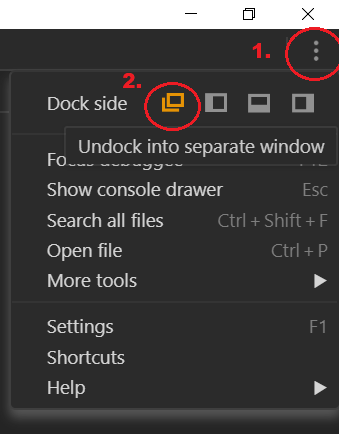 1.
2.
Dock side
Undock into separate window
Focus debuggee
Show console drawer Esc
Search all files Ctrl + Shift + F
Open file Ctrl + P
More tools
Settings F1
Shortcuts
Help